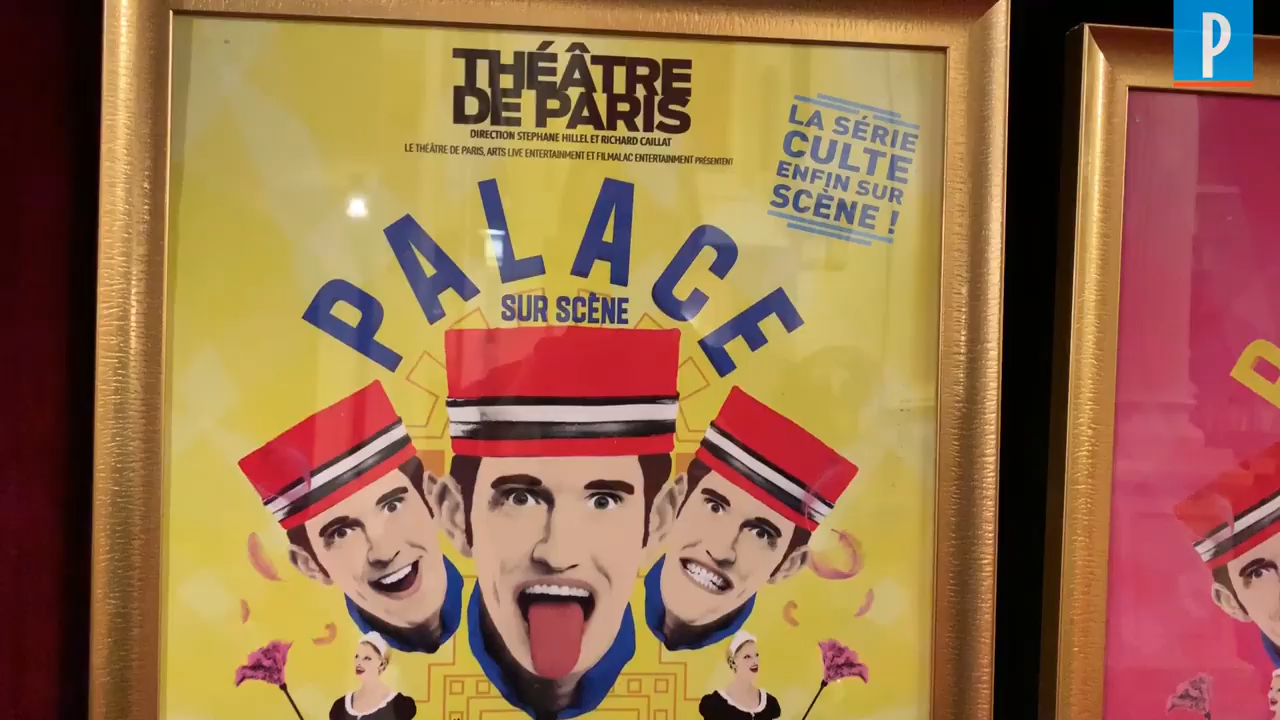 P
THÉÂTRE
DE PARIS
DIRECTION STEPHANE HILLEL ET RICHARD CAILLAT
LE THÉÂTRE DE PARIS, ARTS LIVE ENTERTAINMENT ET FILMALAC ENTERTAINMENT PRÉSENTENT
LA SÉRIE
CULTE
ENFIN SUR
SCÈNE !
PALACE
SUR SCÈNE